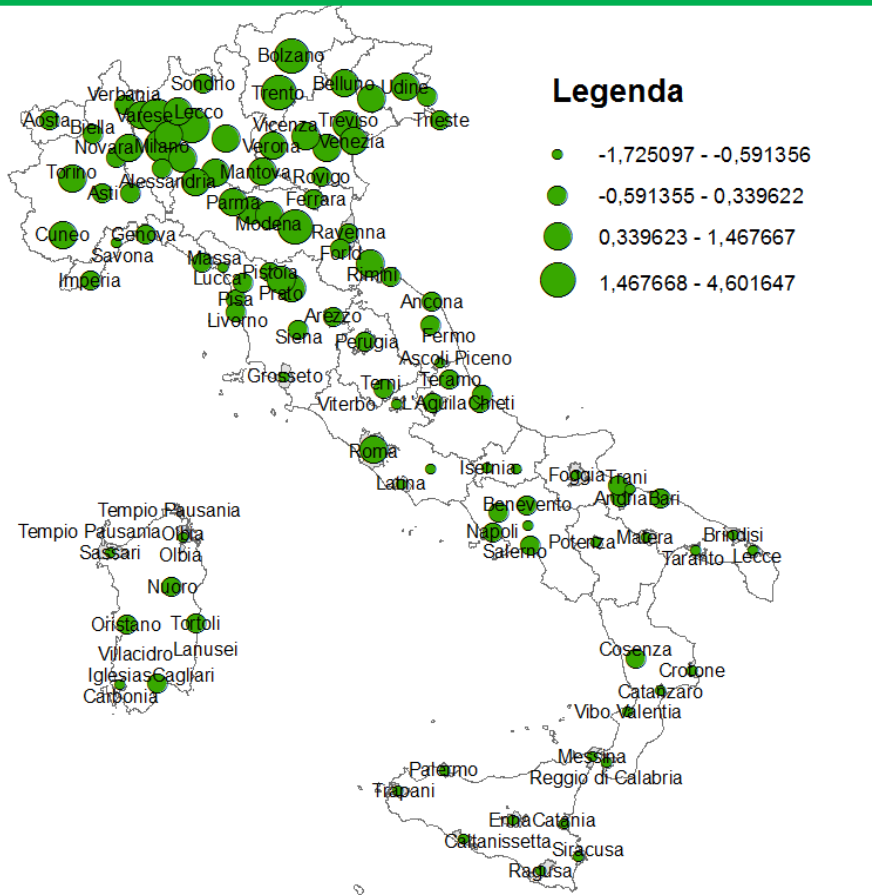 Bolzano
Sondrio
Trento
Belluno
Udine
Verbania
Aosta
Varese
Lecco
Biella
Vicenza
Treviso
Trieste
Novara
Milano
Verona
Venezia
Torino
Asti
Alessandria
Mantova
Rovigo
Parma
Ferrara
Modena
Cuneo
Genova
Ravenna
Savona
Massa
Forlì
Imperia
Lucca
Pistoia
Rimini
Pisa
Prato
Livorno
Arezzo
Ancona
Siena
Perugia
Fermo
Ascoli Piceno
Grosseto
Terni
Teramo
Viterbo
L'Aquila
Chieti
Roma
Latina
Isernia
Foggia
Trani
Andria
Bari
Benevento
Napoli
Salerno
Potenza
Matera
Brindisi
Taranto
Lecce
Tempio Pausania
Tempio Pausania
Olbia
Sassari
Olbia
Nuoro
Oristano
Tortolì
Lanusei
Villacidro
Iglesias
Cagliari
Carbonia
Cosenza
Crotone
Catanzaro
Vibo Valentia
Messina
Palermo
Reggio di Calabria
Trapani
Enna
Catania
Caltanissetta
Siracusa
Ragusa
Legenda
-1,725097 - -0,591356
-0,591355 - 0,339622
0,339623 - 1,467667
1,467668 - 4,601647